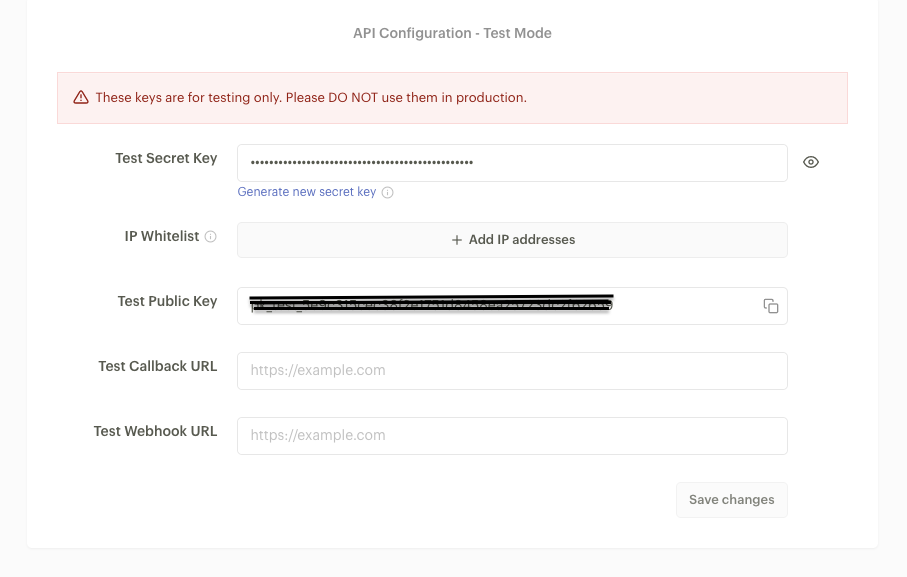 API Configuration - Test Mode
These keys are for testing only. Please DO NOT use them in production.
Test Secret Key
Generate new secret key
IP Whitelist
+ Add IP addresses
Test Public Key
Test Callback URL
https://example.com
Test Webhook URL
https://example.com
Save changes